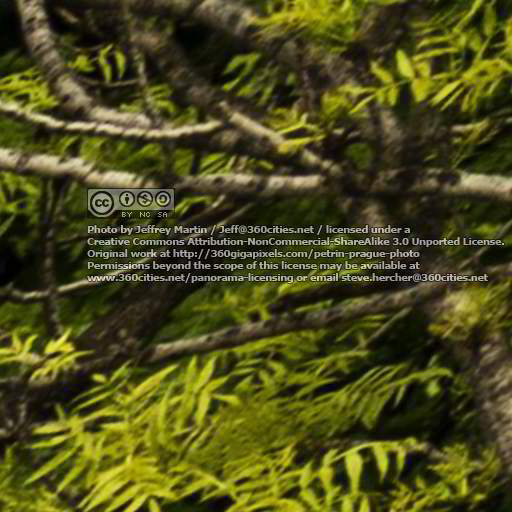 cc
BY NC SA
Photo by Jeffrey Martin / Jeff@360cities.net / licensed under a
Creative Commons Attribution-NonCommercial-ShareAlike 3.0 Unported License.
Original work at http://360gigapixels.com/petrin-prague-photo
Permissions beyond the scope of this license may be available at
www.360cities.net/panorama-licensing or email steve.hercher@360cities.net